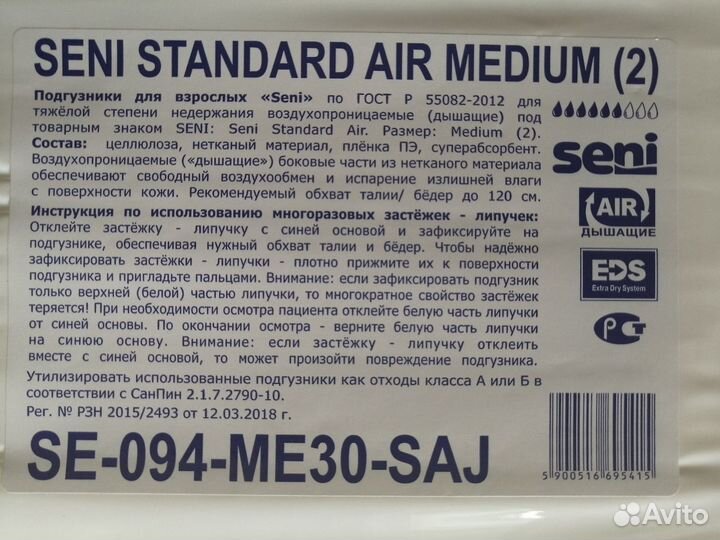 SENI STANDARD AIR MEDIUM (2)
Подгузники для взрослых «Seni» по ГОСТ Р 55082-2012 для
тяжёлой степени недержания воздухопроницаемые (дышащие) под
товарным знаком SENI: Seni Standard Air. Размер: Medium (2).
Состав: целлюлоза, нетканый материал, плёнка ПЭ, суперабсорбент.
Воздухопроницаемые («дышащие») боковые части из нетканого материала
обеспечивают свободный воздухообмен и испарение излишней влаги
с поверхности кожи. Рекомендуемый обхват талии/ бёдер до 120 см.
Инструкция по использованию многоразовых застёжек - липучек:
Отклейте застёжку - липучку с синей основой и зафиксируйте на
подгузнике, обеспечивая нужный обхват талии и бёдер. Чтобы надёжно
зафиксировать застёжки - липучки - плотно прижмите их к поверхности
подгузника и пригладьте пальцами. Внимание: если зафиксировать подгузник
только верхней (белой) частью липучки, то многократное свойство застёжек
теряется! При необходимости осмотра пациента отклейте белую часть липучки
от синей основы. По окончании осмотра - верните белую часть липучки
на синюю основу. Внимание: если застёжку - липучку отклеить
вместе с синей основой, то может произойти повреждение подгузника.
Утилизировать использованные подгузники как отходы класса А или Б в
соответствии с СанПин 2.1.7.2790-10.
Рег. № РЗН 2015/2493 от 12.03.2018 г.
SE-094-ME30-SAJ
seni
AIR
ДЫШАЩИЕ
EDS
Extra Dry System
РСТ
5 900516 695415
Avito